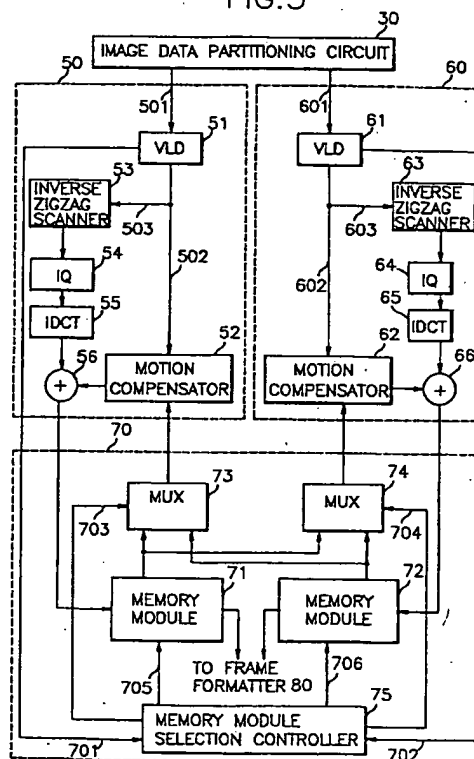 FIG.3
30
IMAGE DATA PARTITIONING CIRCUIT
50
60
501
601
51
VLD
61
VLD
53
INVERSE
ZIGZAG
SCANNER
63
INVERSE
ZIGZAG
SCANNER
503
603
54
IQ
64
IQ
502
602
55
IDCT
65
IDCT
52
MOTION
COMPENSATOR
62
MOTION
COMPENSATOR
56
+
66
+
70
73
MUX
74
MUX
703
704
71
MEMORY
MODULE
72
MEMORY
MODULE
705
706
TO FRAME
FORMATTER 80
75
MEMORY MODULE
SELECTION CONTROLLER
701
702